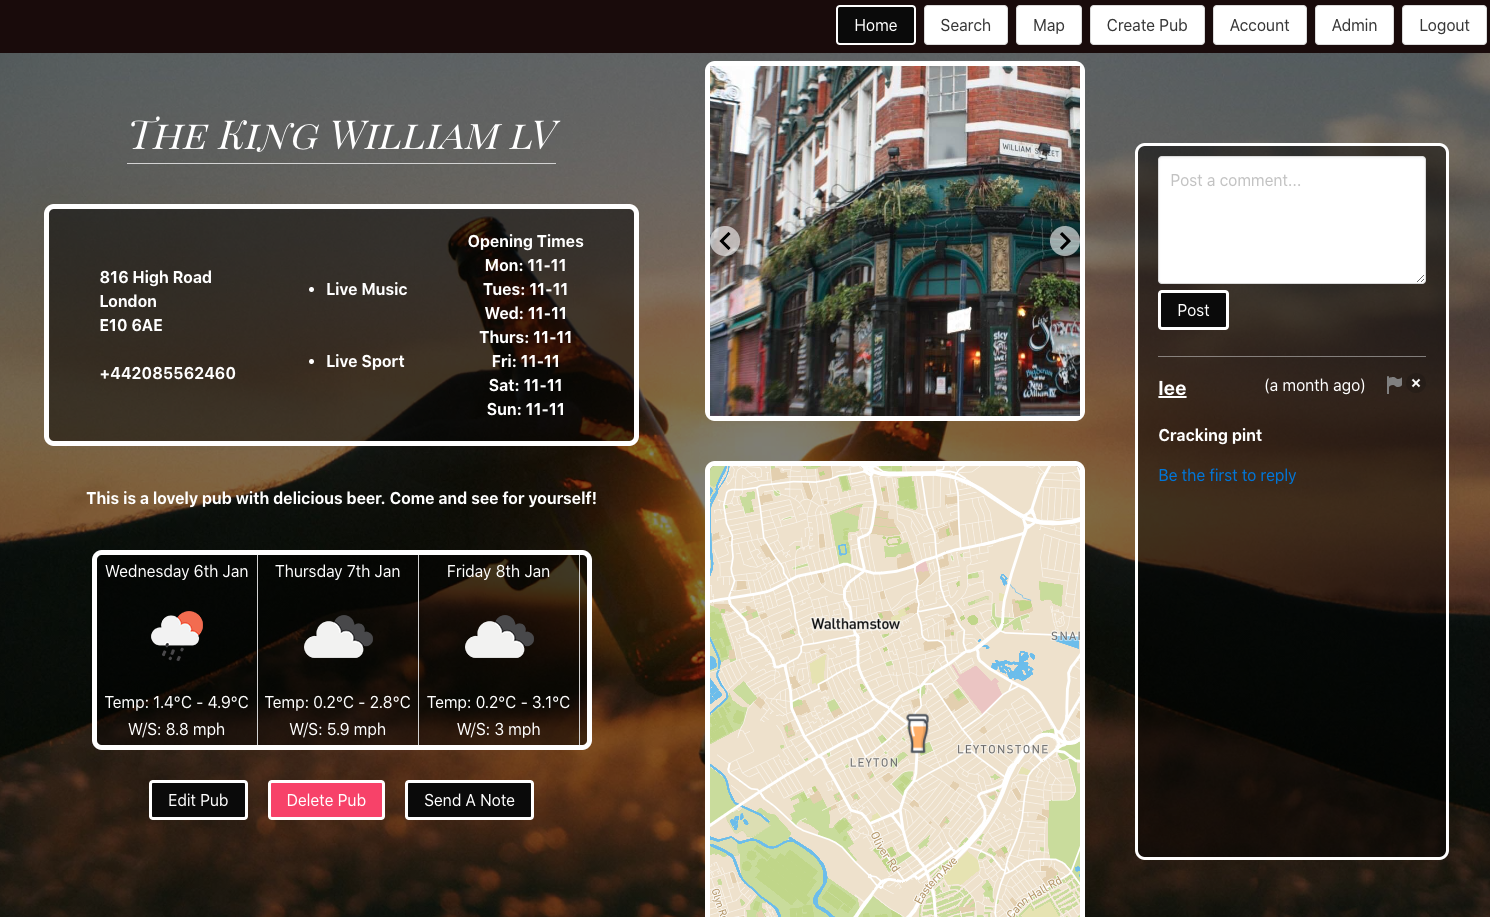 Home
Search
Map
Create Pub
Account
Admin
Logout
The King William lV
816 High Road
London
E10 6AE
+442085562460
Live Music
Live Sport
Opening Times
Mon: 11-11
Tues: 11-11
Wed: 11-11
Thurs: 11-11
Fri: 11-11
Sat: 11-11
Sun: 11-11
This is a lovely pub with delicious beer. Come and see for yourself!
Wednesday 6th Jan
Temp: 1.4°C - 4.9°C
W/S: 8.8 mph
Thursday 7th Jan
Temp: 0.2°C - 2.8°C
W/S: 5.9 mph
Friday 8th Jan
Temp: 0.2°C - 3.1°C
W/S: 3 mph
Edit Pub
Delete Pub
Send A Note
WILLIAM
sky
Live
William IV
Walthamstow
SNA
LEYTON
LEYTONSTONE
Oliver Rd
Eastern Ave
Cann Hall Rd
Glyn R
Post a comment...
Post
lee
(a month ago)
Cracking pint
Be the first to reply